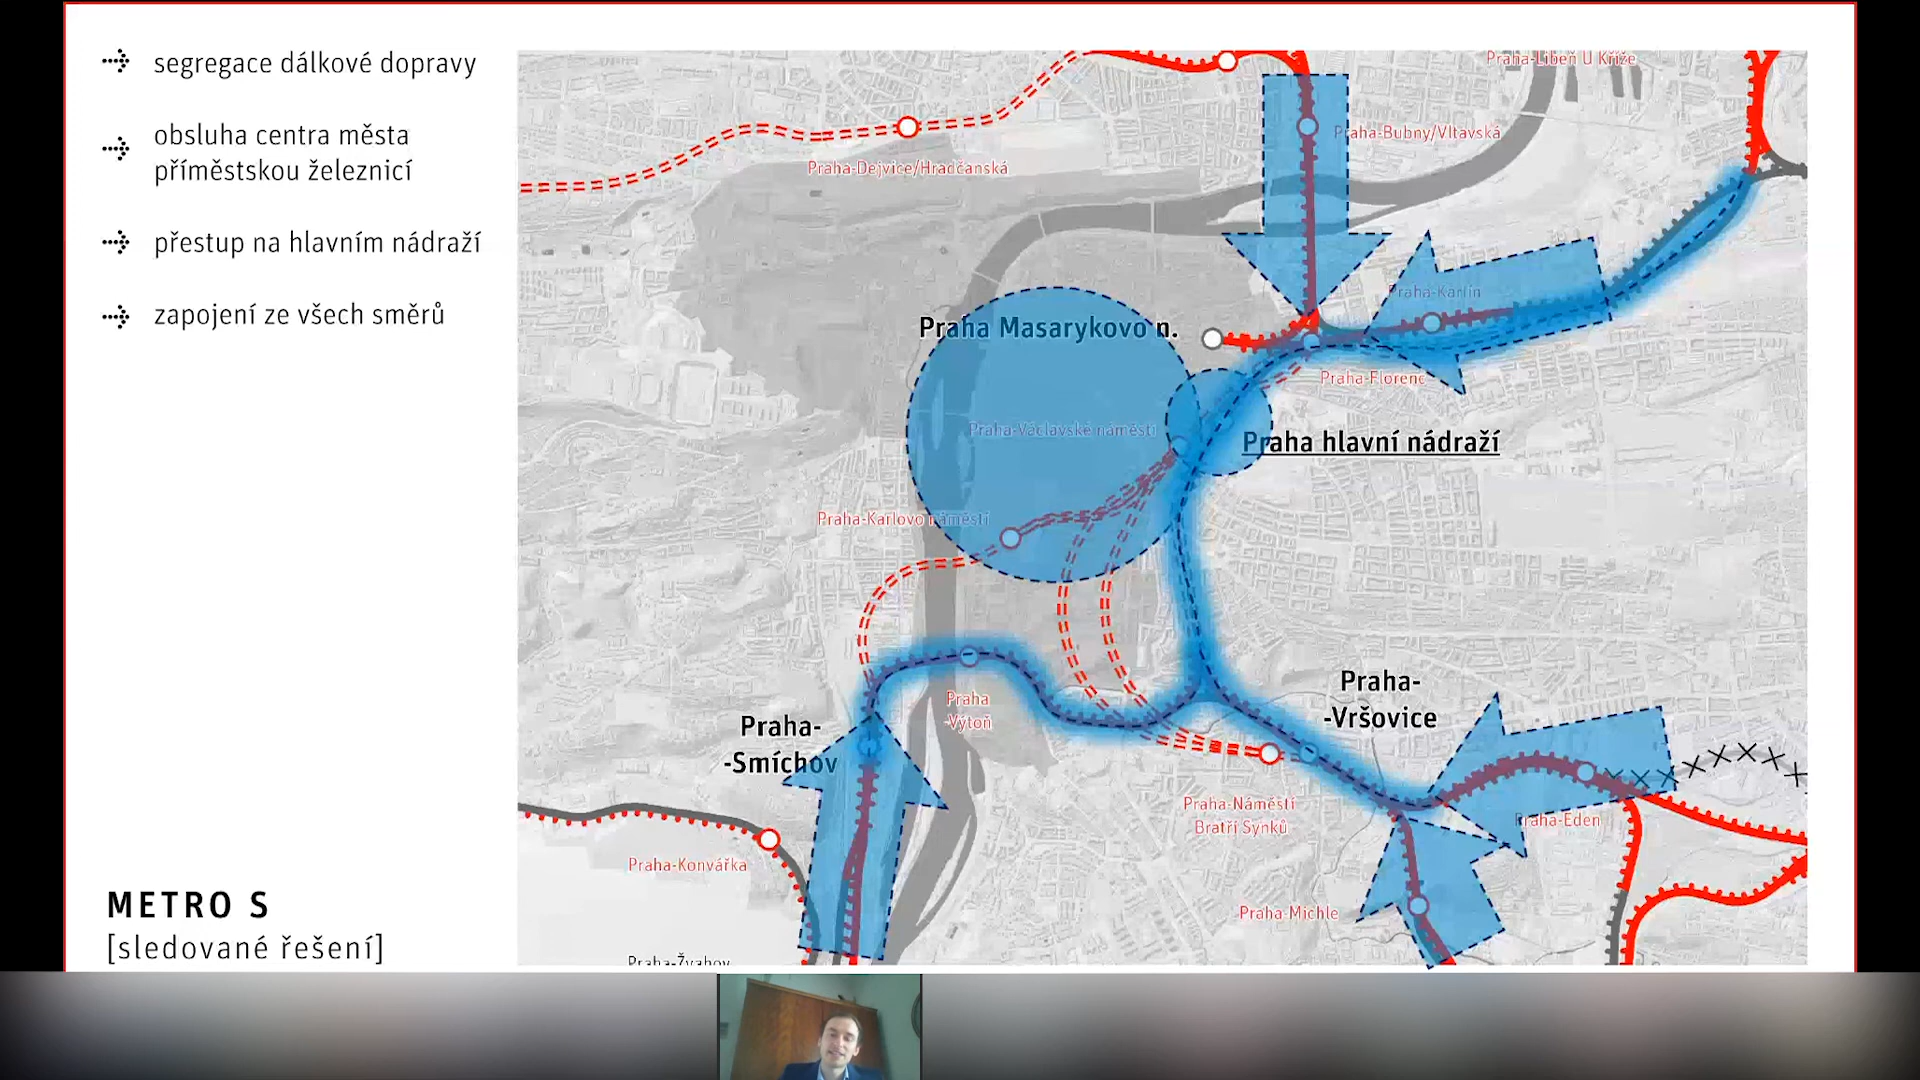 segregace dálkové dopravy
obsluha centra města
příměstskou železnicí
přestup na hlavním nádraží
zapojení ze všech směrů
METRO S
[sledované řešení]
Praha-Libeň U Kříže
Praha-Bubny/Vltavská
Praha-Dejvice/Hradčanská
Praha-Karlín
Praha Masarykovo n.
Praha-Florenc
Praha-Václavské náměstí
Praha hlavní nádraží
Praha-Karlovo náměstí
Praha-
-Vršovice
Praha
-Výtoň
Praha-
-Smíchov
Praha-Náměstí
Bratří Synků
Praha-Eden
Praha-Konvářka
Praha-Michle
Praha-Žvahov